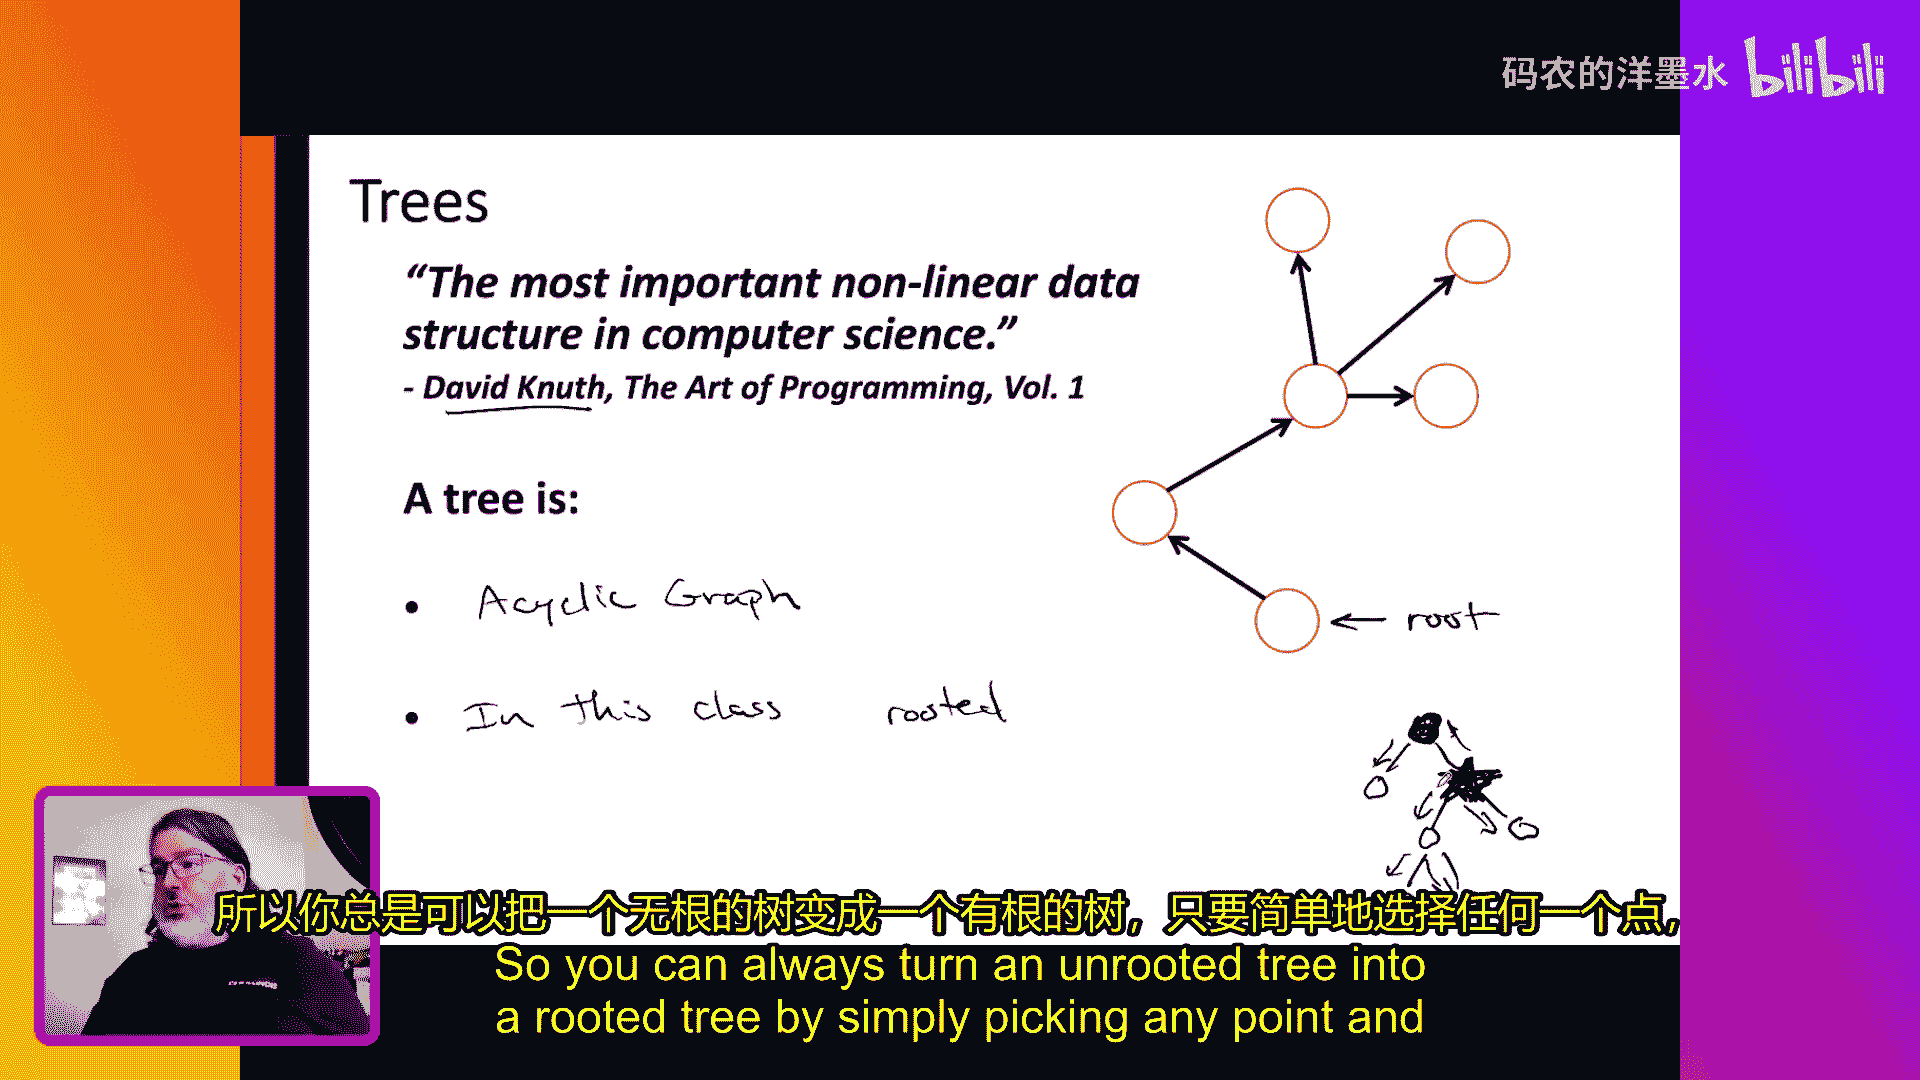 码农的洋墨水 bilibili
Trees
“The most important non-linear data
structure in computer science.”
- David Knuth, The Art of Programming, Vol. 1
A tree is:
• Acyclic Graph
← root
• In this class rooted
所以你总是可以把一个无根的树变成一个有根的树，只要简单地选择任何一个点，
So you can always turn an unrooted tree into
a rooted tree by simply picking any point and